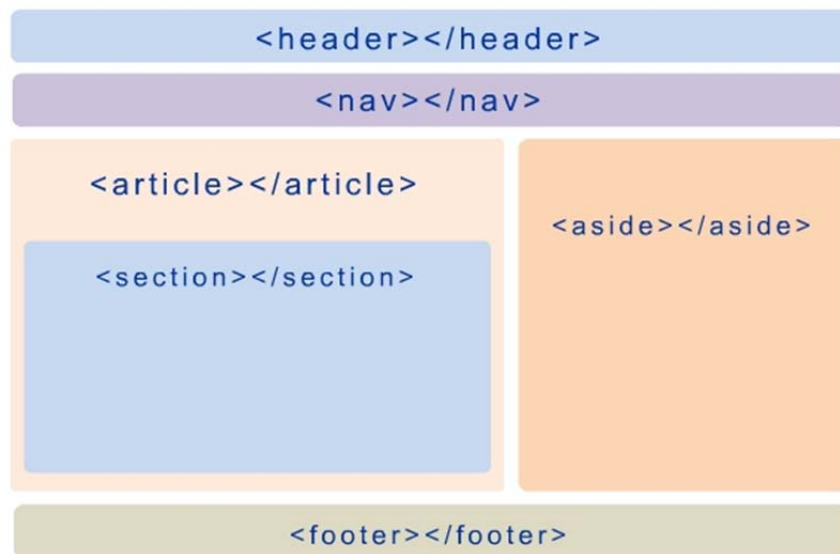 <header></header>
<nav></nav>
<article></article>
<section></section>
<aside></aside>
<footer></footer>